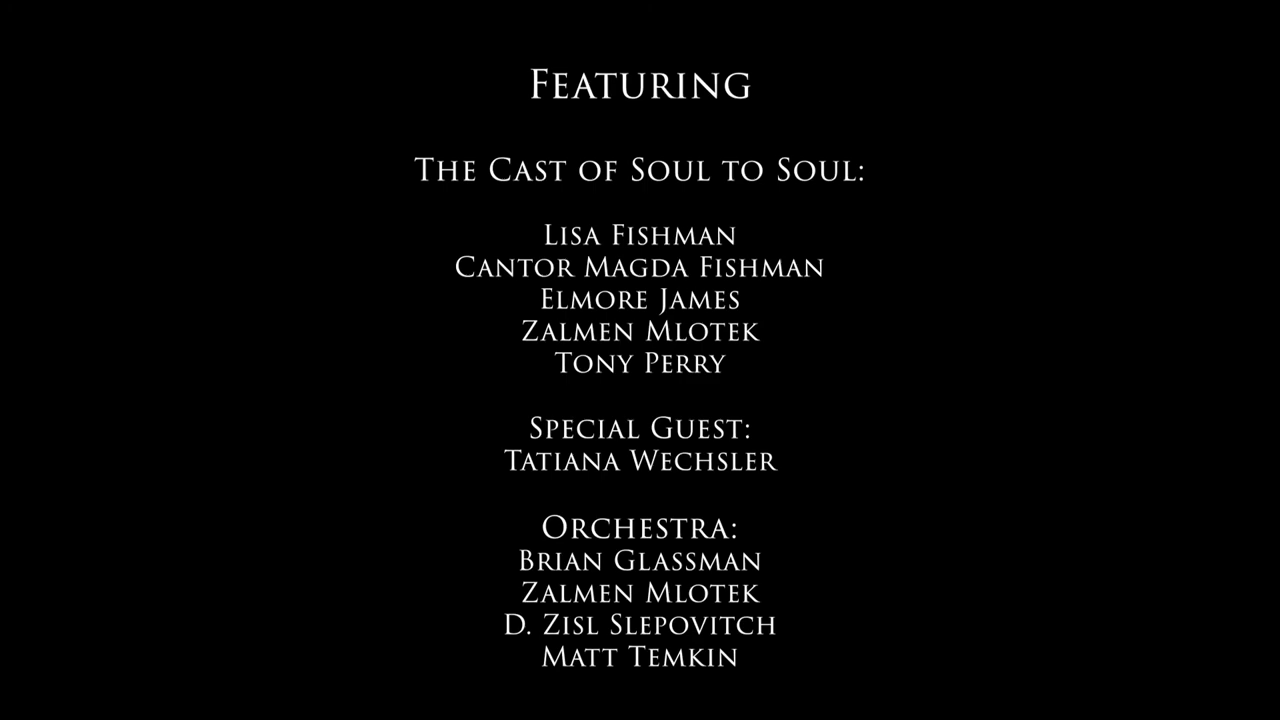 Featuring
The Cast of Soul to Soul:
Lisa Fishman
Cantor Magda Fishman
Elmore James
Zalmen Mlotek
Tony Perry
Special Guest:
Tatiana Wechsler
Orchestra:
Brian Glassman
Zalmen Mlotek
D. Zisl Slepovitch
Matt Temkin